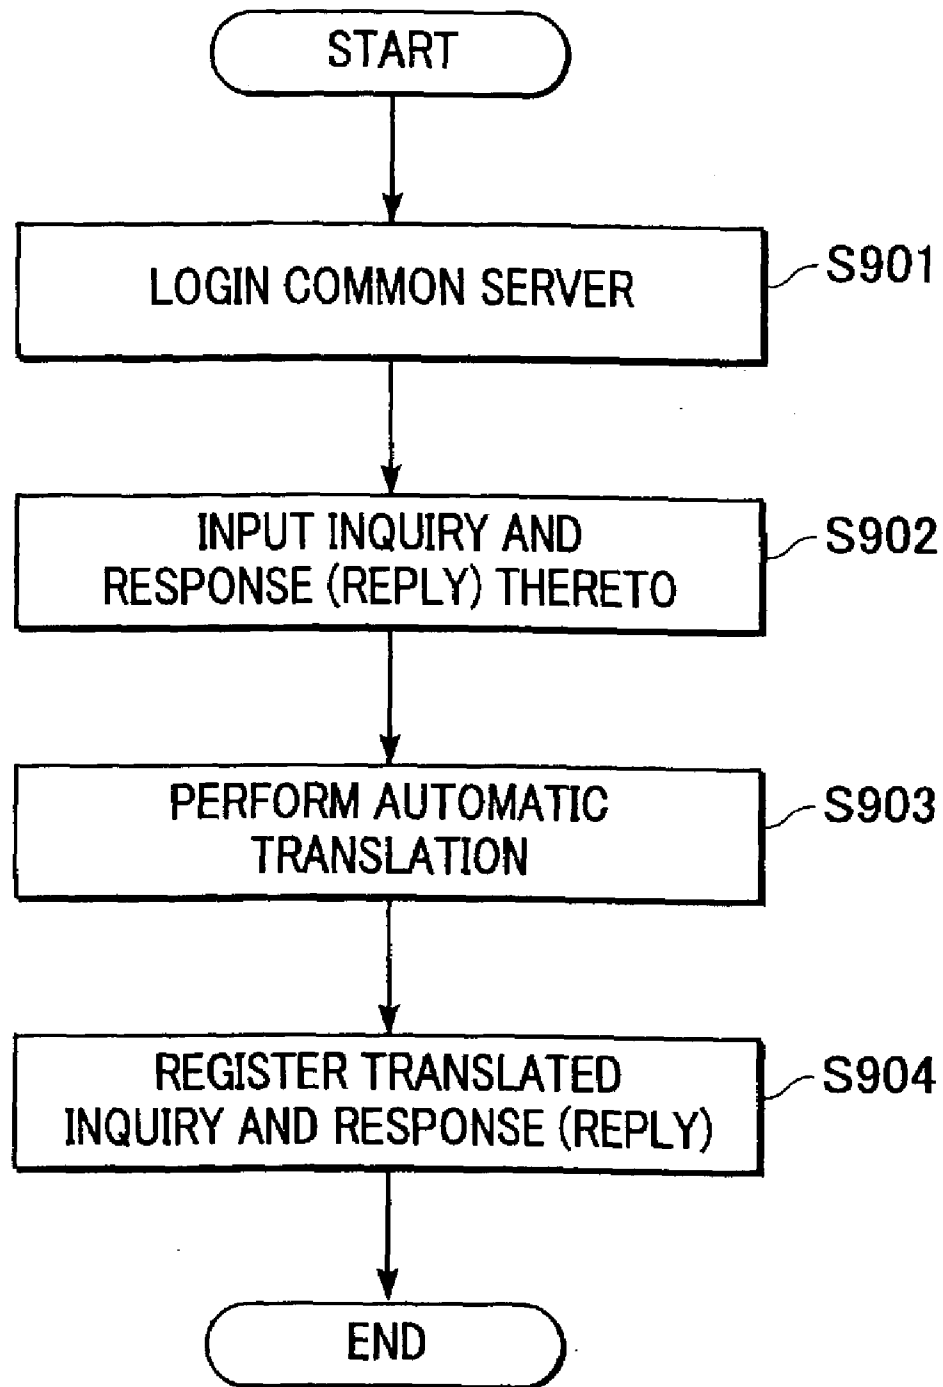 START
LOGIN COMMON SERVER
S901
INPUT INQUIRY AND
RESPONSE (REPLY) THERETO
S902
PERFORM AUTOMATIC
TRANSLATION
S903
REGISTER TRANSLATED
INQUIRY AND RESPONSE (REPLY)
S904
END